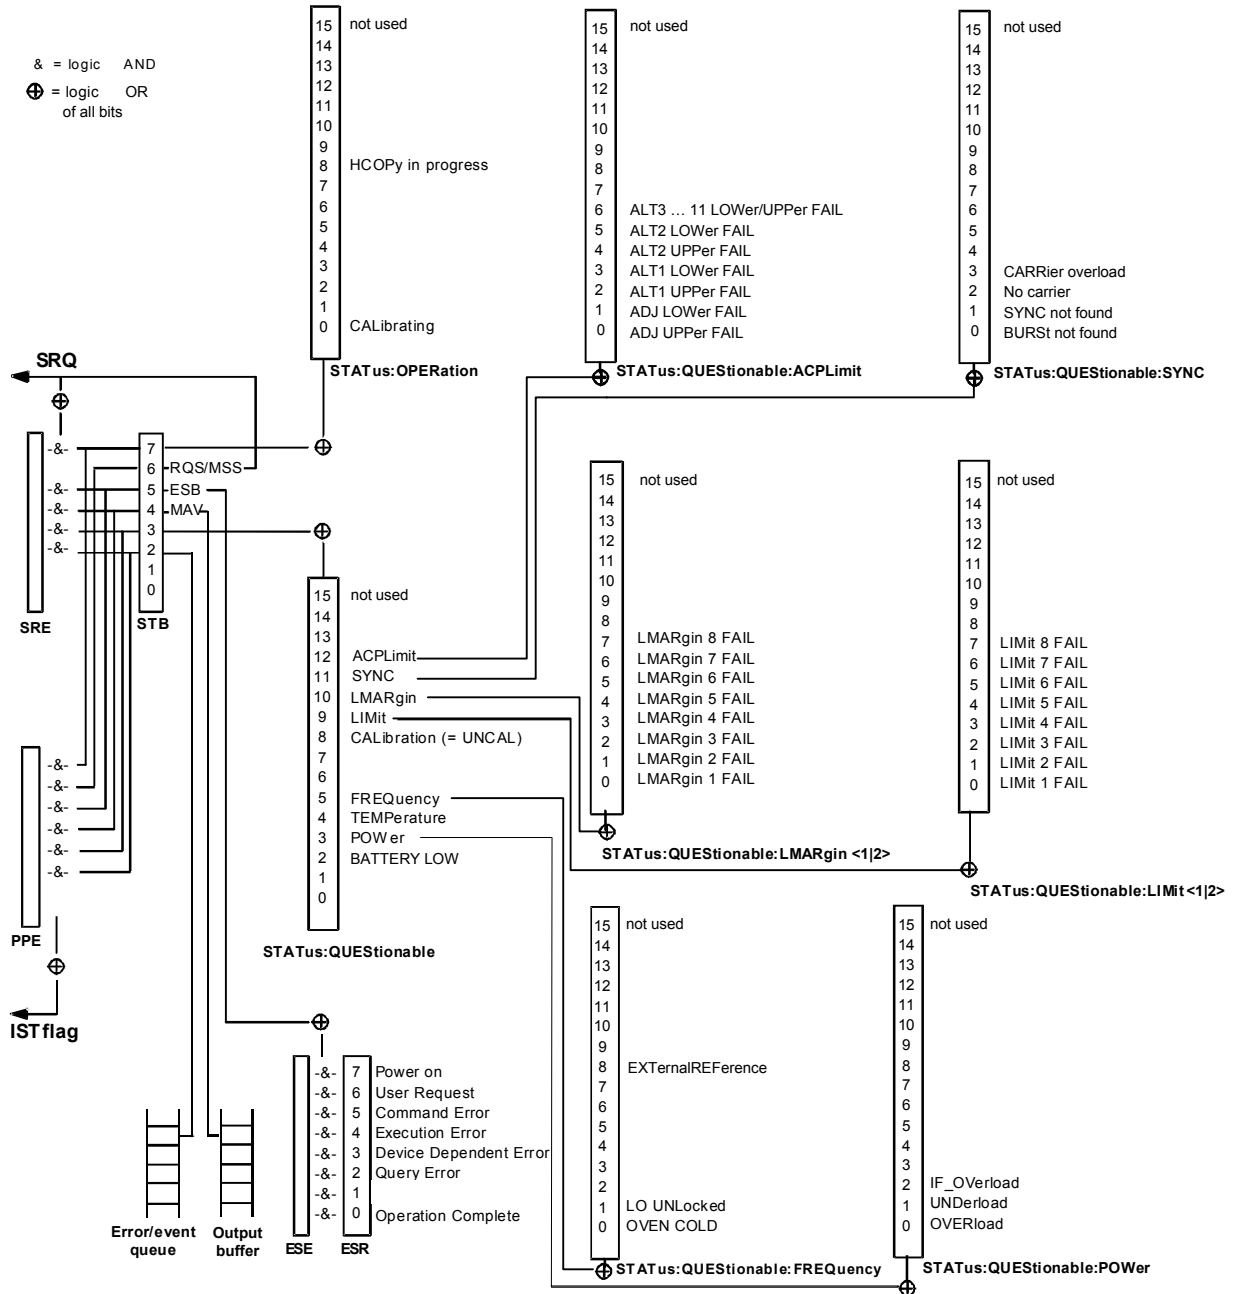 & = logic AND
= logic OR
of all bits
15 not used
14
13
12
11
10
9
8 HCOPy in progress
7
6
5
4
3
2
1
0 CALibrating
STATus:OPERation
15 not used
14
13
12
11
10
9
8
7
6 ALT3 ... 11 LOWer/UPPer FAIL
5 ALT2 LOWer FAIL
4 ALT2 UPPer FAIL
3 ALT1 LOWer FAIL
2 ALT1 UPPer FAIL
1 ADJ LOWer FAIL
0 ADJ UPPer FAIL
STATus:QUEStionable:ACPLimit
15 not used
14
13
12
11
10
9
8
7
6
5
4
3 CARRier overload
2 No carrier
1 SYNC not found
0 BURSt not found
STATus:QUEStionable:SYNC
SRQ
-&-
-&-
-&-
-&-
-&-
SRE
7
6 RQS/MSS
5 ESB
4 MAV
3
2
1
0
STB
15 not used
14
13
12 ACPLimit
11 SYNC
10 LMARgin
9 LIMit
8 CALibration (= UNCAL)
7
6
5 FREQuency
4 TEMPerature
3 POWer
2 BATTERY LOW
1
0
STATus:QUEStionable
15 not used
14
13
12
11
10
9
8
7 LMARgin 8 FAIL
6 LMARgin 7 FAIL
5 LMARgin 6 FAIL
4 LMARgin 5 FAIL
3 LMARgin 4 FAIL
2 LMARgin 3 FAIL
1 LMARgin 2 FAIL
0 LMARgin 1 FAIL
STATus:QUEStionable:LMARgin <1|2>
15 not used
14
13
12
11
10
9
8
7 LIMit 8 FAIL
6 LIMit 7 FAIL
5 LIMit 6 FAIL
4 LIMit 5 FAIL
3 LIMit 4 FAIL
2 LIMit 3 FAIL
1 LIMit 2 FAIL
0 LIMit 1 FAIL
STATus:QUEStionable:LIMit <1|2>
-&-
-&-
-&-
-&-
-&-
-&-
PPE
ISTflag
Error/event
queue
Output
buffer
-&- 7 Power on
-&- 6 User Request
-&- 5 Command Error
-&- 4 Execution Error
-&- 3 Device Dependent Error
-&- 2 Query Error
-&- 1
-&- 0 Operation Complete
ESE ESR
15 not used
14
13
12
11
10
9
8 EXTernalREFerence
7
6
5
4
3
2
1 LO UNLocked
0 OVEN COLD
STATus:QUEStionable:FREQuency
15 not used
14
13
12
11
10
9
8
7
6
5
4
3
2 IF_OVerload
1 UNDerload
0 OVERload
STATus:QUEStionable:POWer